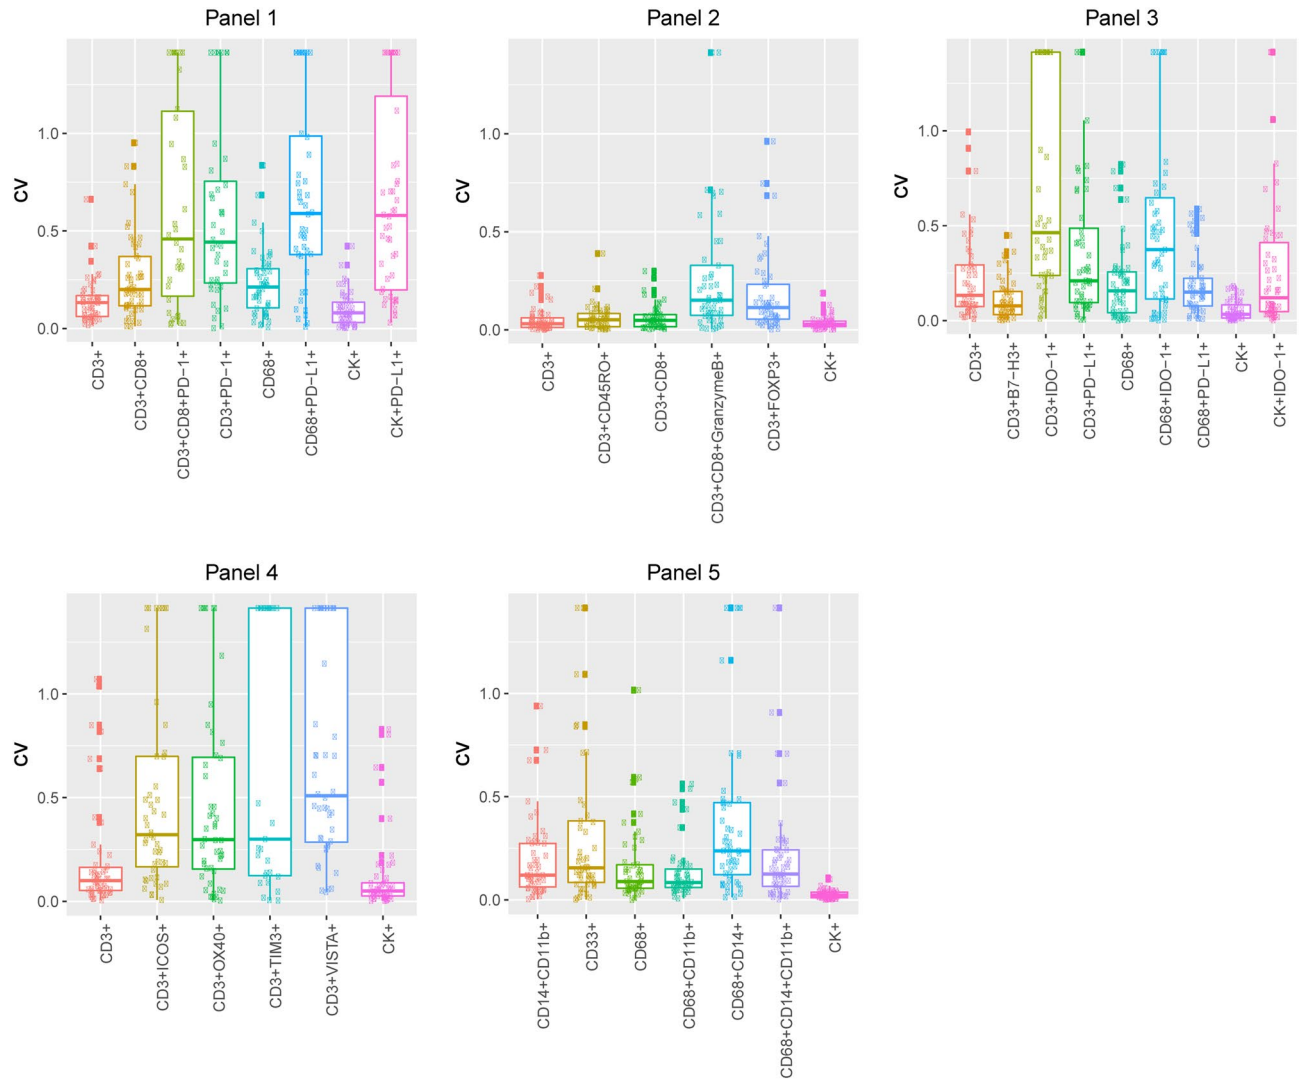 Panel 1
CV
1.0
0.5
0.0
CD3+
CD3+CD8+
CD3+CD8+PD−1+
CD3+PD−1+
CD68+
CD68+PD−L1+
CK+
CK+PD−L1+
Panel 2
1.0
0.5
0.0
CD3+
CD3+CD45RO+
CD3+CD8+
CD3+CD8+GranzymeB+
CD3+FOXP3+
CK+
Panel 3
CV
1.0
0.5
0.0
CD3+
CD3+B7−H3+
CD3+IDO−1+
CD3+PD−L1+
CD68+
CD68+IDO−1+
CD68+PD−L1+
CK+
CK+IDO−1+
Panel 4
CV
1.0
0.5
0.0
CD3+
CD3+ICOS+
CD3+OX40+
CD3+TIM3+
CD3+VISTA+
CK+
Panel 5
CV
1.0
0.5
0.0
CD14+CD11b+
CD33+
CD68+
CD68+CD11b+
CD68+CD14+
CD68+CD14+CD11b+
CK+